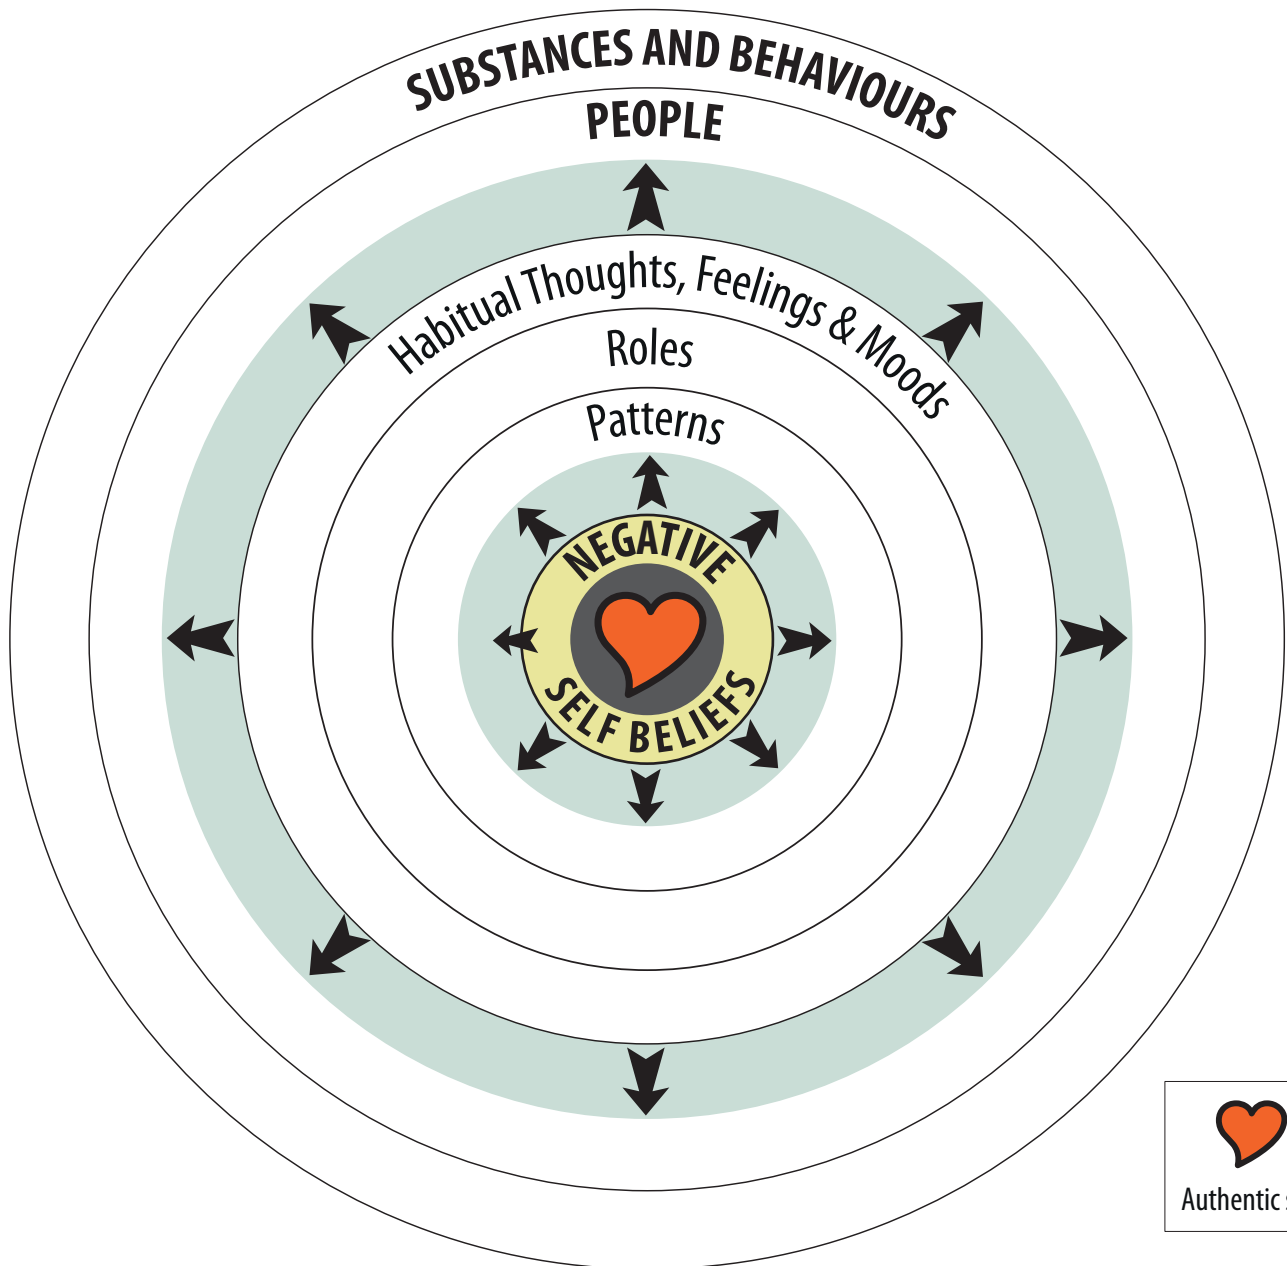 SUBSTANCES AND BEHAVIOURS
PEOPLE
Habitual Thoughts, Feelings & Moods
Roles
Patterns
NEGATIVE
SELF BELIEFS
Authentic